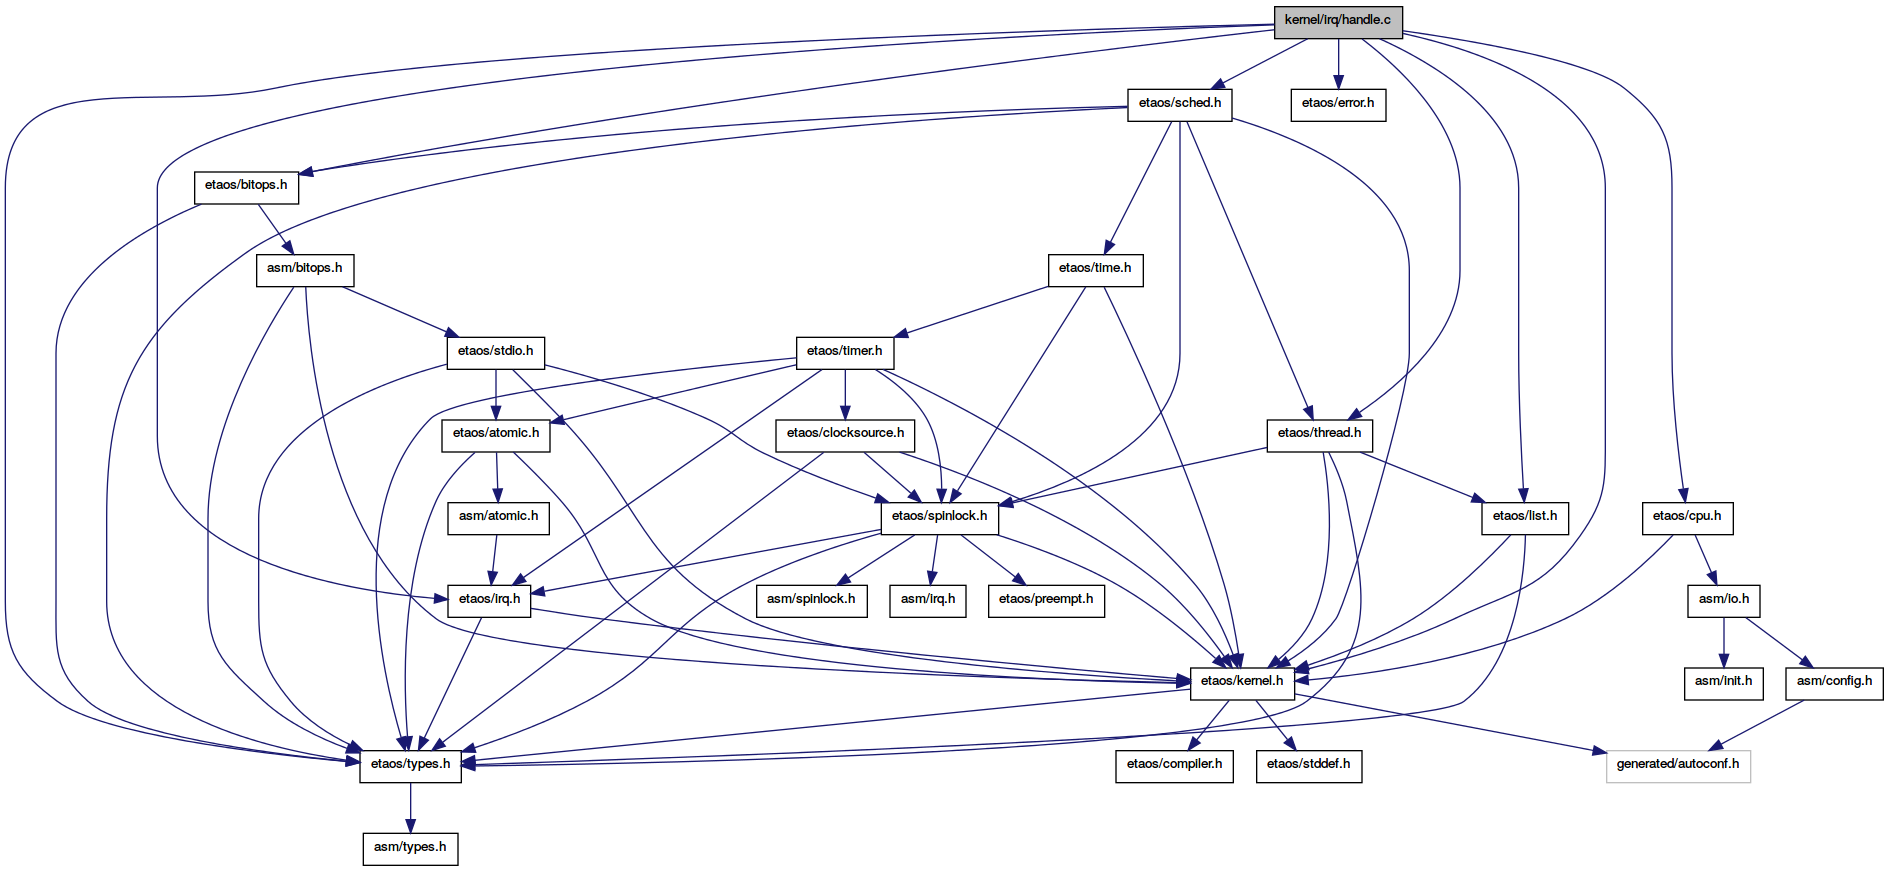 kernel/irq/handle.c
etaos/sched.h
etaos/error.h
etaos/bitops.h
asm/bitops.h
etaos/time.h
etaos/stdio.h
etaos/timer.h
etaos/atomic.h
etaos/clocksource.h
etaos/thread.h
asm/atomic.h
etaos/spinlock.h
etaos/list.h
etaos/cpu.h
etaos/irq.h
asm/spinlock.h
asm/irq.h
etaos/preempt.h
asm/io.h
etaos/kernel.h
asm/init.h
asm/config.h
etaos/types.h
etaos/compiler.h
etaos/stddef.h
generated/autoconf.h
asm/types.h